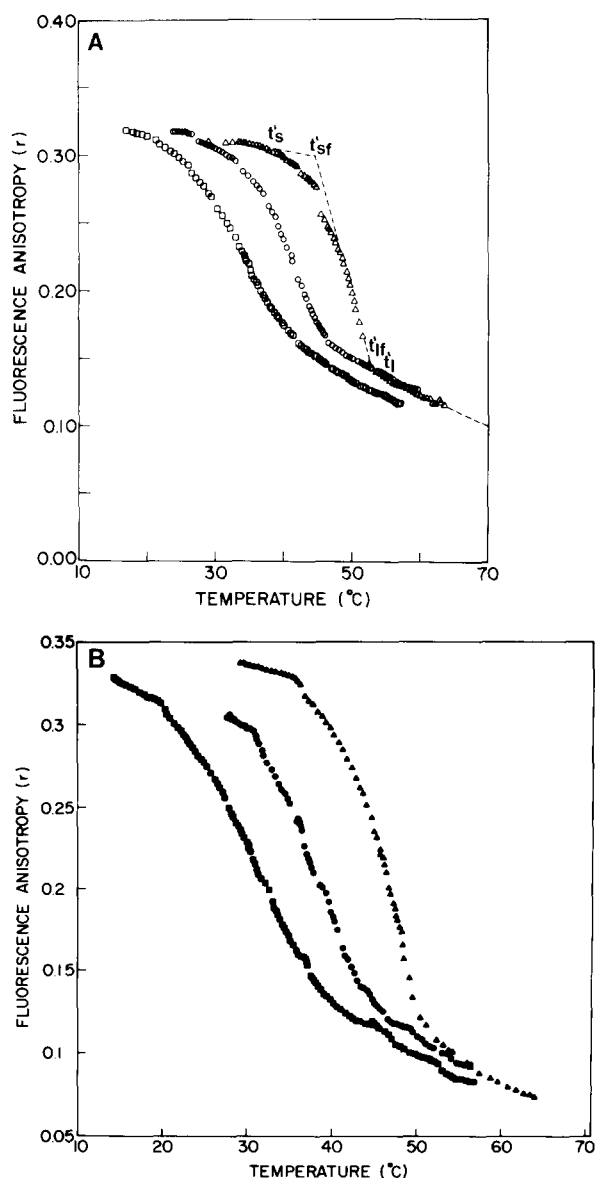 A
0.40
0.30
0.20
0.10
0.00
FLUORESCENCE ANISOTROPY (r)
t's
t'sf
t'lf
t'l
10
30
50
70
TEMPERATURE (°C)
B
0.35
0.3
0.25
0.2
0.15
0.1
0.05
FLUORESCENCE ANISOTROPY (r)
10
20
30
40
50
60
70
TEMPERATURE (°C)